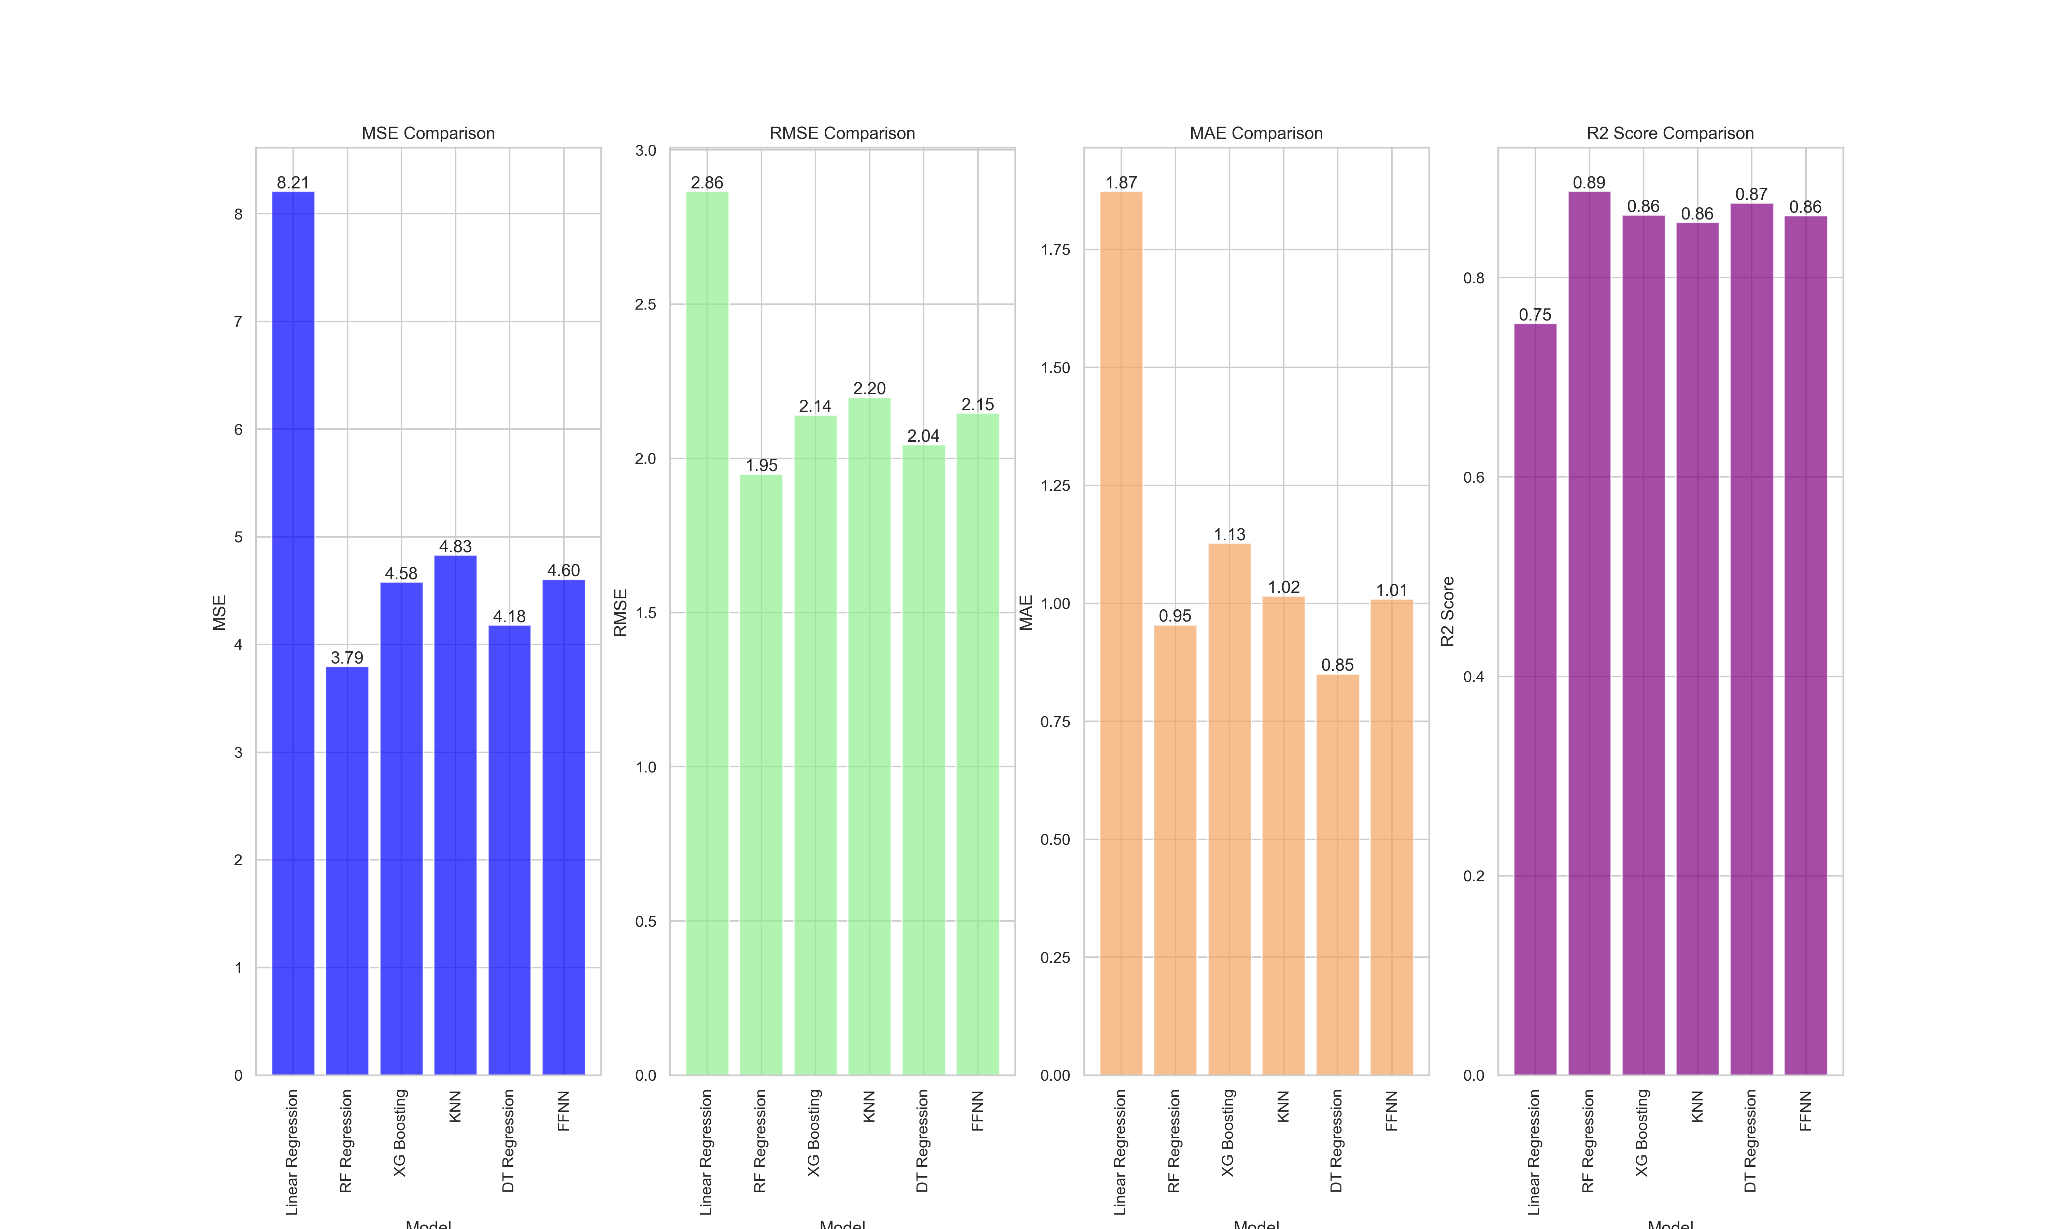 MSE Comparison
8.21
3.79
4.58
4.83
4.18
4.60
8
7
6
5
4
3
2
1
0
MSE
Linear Regression
RF Regression
XG Boosting
KNN
DT Regression
FFNN
Model
RMSE Comparison
2.86
1.95
2.14
2.20
2.04
2.15
3.0
2.5
2.0
1.5
1.0
0.5
0.0
RMSE
Linear Regression
RF Regression
XG Boosting
KNN
DT Regression
FFNN
Model
MAE Comparison
1.87
0.95
1.13
1.02
0.85
1.01
1.75
1.50
1.25
1.00
0.75
0.50
0.25
0.00
MAE
Linear Regression
RF Regression
XG Boosting
KNN
DT Regression
FFNN
Model
R2 Score Comparison
0.75
0.89
0.86
0.86
0.87
0.86
0.8
0.6
0.4
0.2
0.0
R2 Score
Linear Regression
RF Regression
XG Boosting
KNN
DT Regression
FFNN
Model